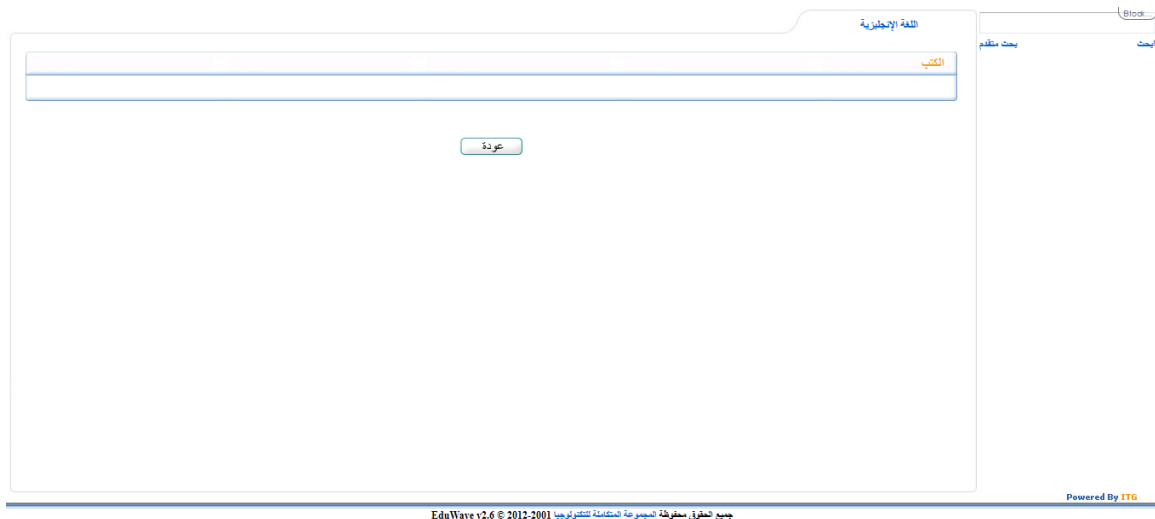 Block...
اللغة الإنجليزية
ابحث
بحث متقدم
الكتب
عودة
Powered By ITG
جميع الحقوق محفوظة المجموعة المتكاملة للتكنولوجيا EduWave v2.6 © 2012-2001